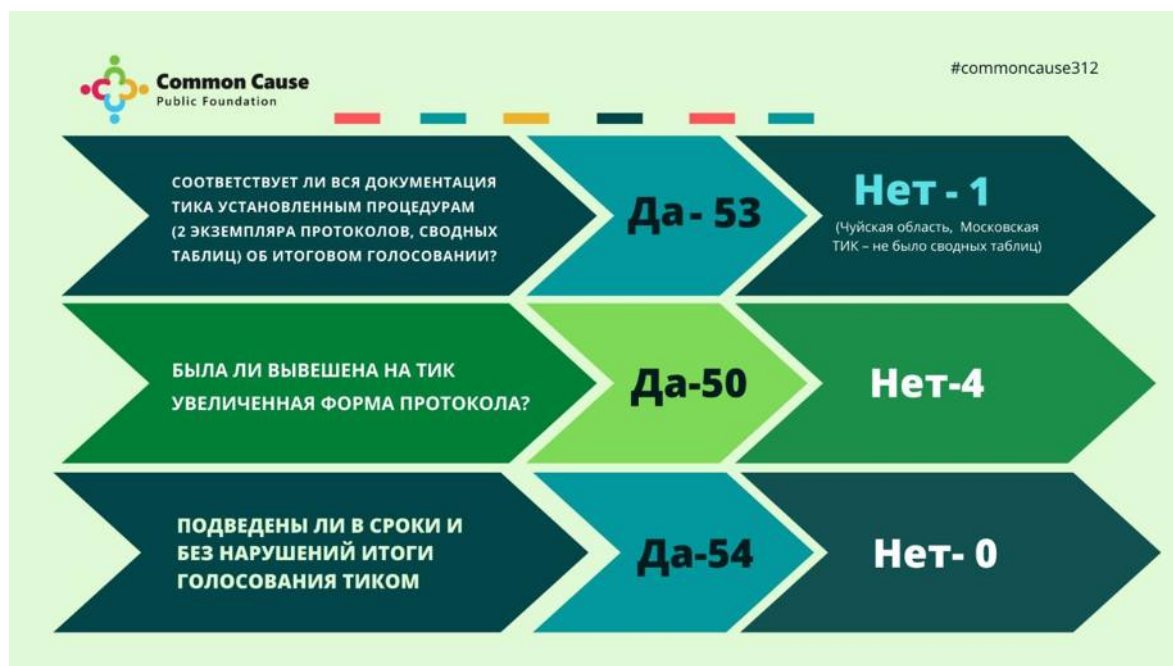 Common Cause
Public Foundation
#commoncause312
СООТВЕТСТВУЕТ ЛИ ВСЯ ДОКУМЕНТАЦИЯ
ТИКА УСТАНОВЛЕННЫМ ПРОЦЕДУРАМ
(2 ЭКЗЕМПЛЯРА ПРОТОКОЛОВ, СВОДНЫХ
ТАБЛИЦ) ОБ ИТОГОВОМ ГОЛОСОВАНИИ?
Да - 53
Нет - 1
(Чуйская область, Московская
ТИК – не было сводных таблиц)
БЫЛА ЛИ ВЫВЕШЕНА НА ТИК
УВЕЛИЧЕННАЯ ФОРМА ПРОТОКОЛА?
Да-50
Нет-4
ПОДВЕДЕНЫ ЛИ В СРОКИ И
БЕЗ НАРУШЕНИЙ ИТОГИ
ГОЛОСОВАНИЯ ТИКОМ
Да-54
Нет- 0